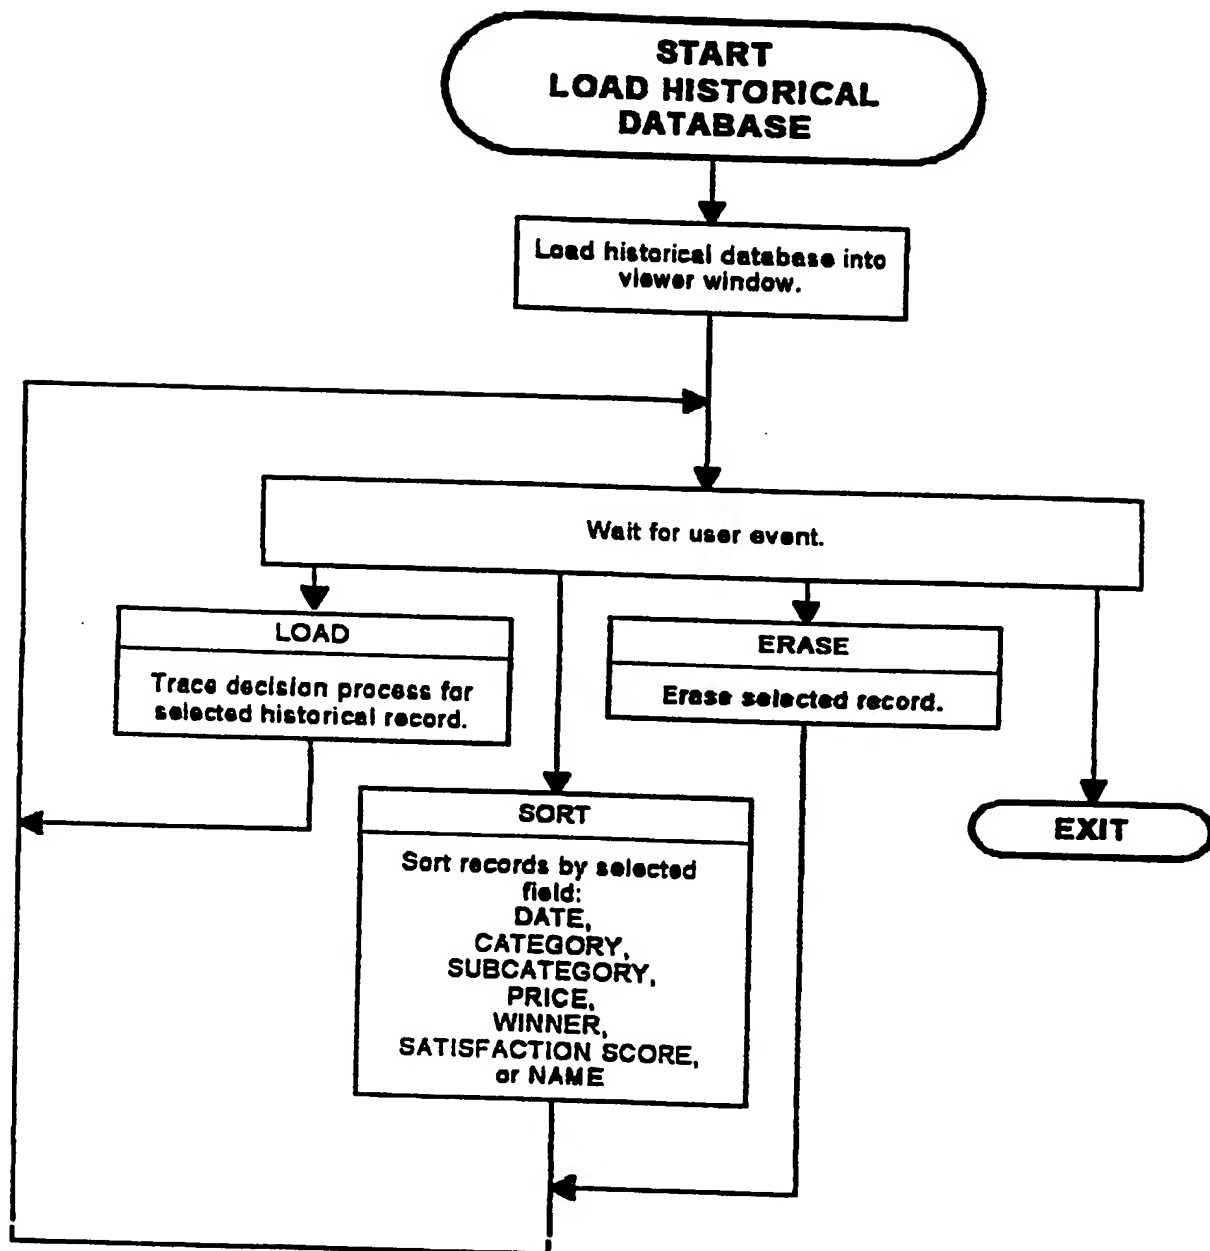 START
LOAD HISTORICAL
DATABASE
Load historical database into
viewer window.
Wait for user event.
LOAD
Trace decision process for
selected historical record.
ERASE
Erase selected record.
SORT
Sort records by selected
field:
DATE,
CATEGORY,
SUBCATEGORY,
PRICE,
WINNER,
SATISFACTION SCORE,
or NAME
EXIT